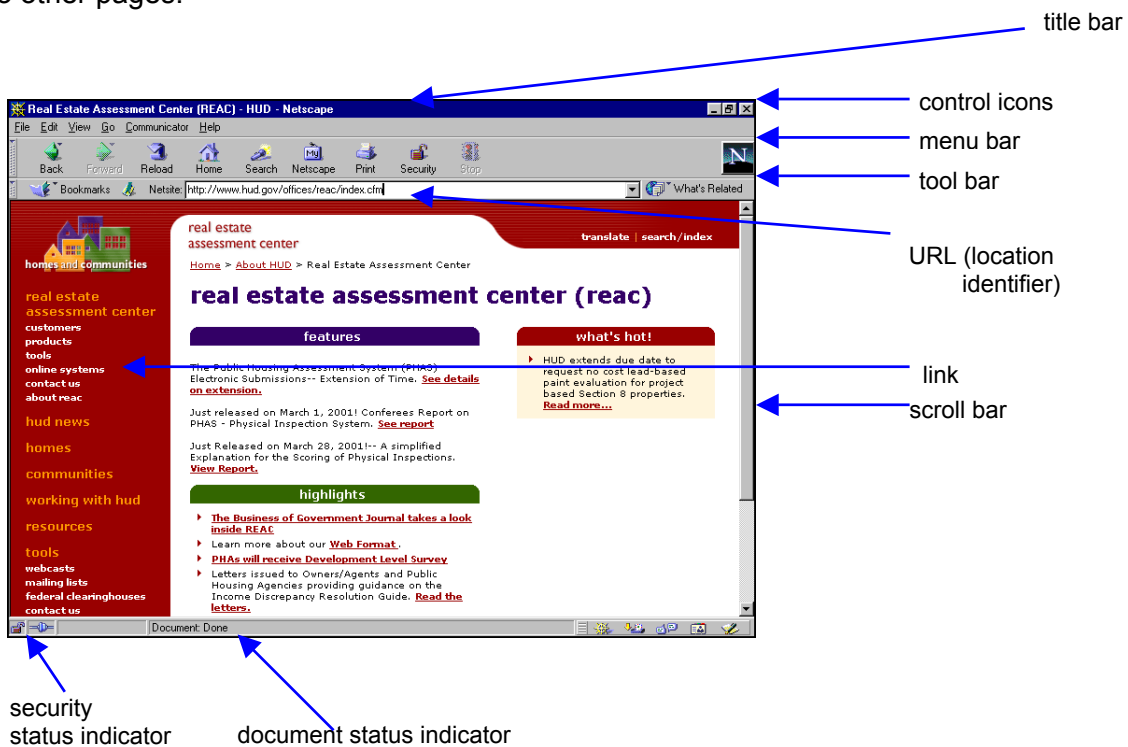 s other pages.
title bar
Real Estate Assessment Center (REAC) - HUD - Netscape
control icons
File Edit View Go Communicator Help
menu bar
N
Back Forward Reload Home Search Netscape Print Security Stop
My
tool bar
Bookmarks Netsite: http://www.hud.gov/offices/reac/index.cfm What's Related
URL (location
identifier)
homes and communities
real estate
assessment center
customers
products
tools
online systems
contact us
about reac
hud news
homes
communities
working with hud
resources
tools
webcasts
mailing lists
federal clearinghouses
contact us
real estate
assessment center
translate | search/index
Home > About HUD > Real Estate Assessment Center
real estate assessment center (reac)
features
The Public Housing Assessment System (PHAS)
Electronic Submissions-- Extension of Time. See details
on extension.
Just released on March 1, 2001! Conferees Report on
PHAS - Physical Inspection System. See report
Just Released on March 28, 2001!-- A simplified
Explanation for the Scoring of Physical Inspections.
View Report.
highlights
The Business of Government Journal takes a look
inside REAC
Learn more about our Web Format .
PHAs will receive Development Level Survey
Letters issued to Owners/Agents and Public
Housing Agencies providing guidance on the
Income Discrepancy Resolution Guide. Read the
letters.
what's hot!
HUD extends due date to
request no cost lead-based
paint evaluation for project
based Section 8 properties.
Read more...
link
scroll bar
Document: Done
security
status indicator
document status indicator